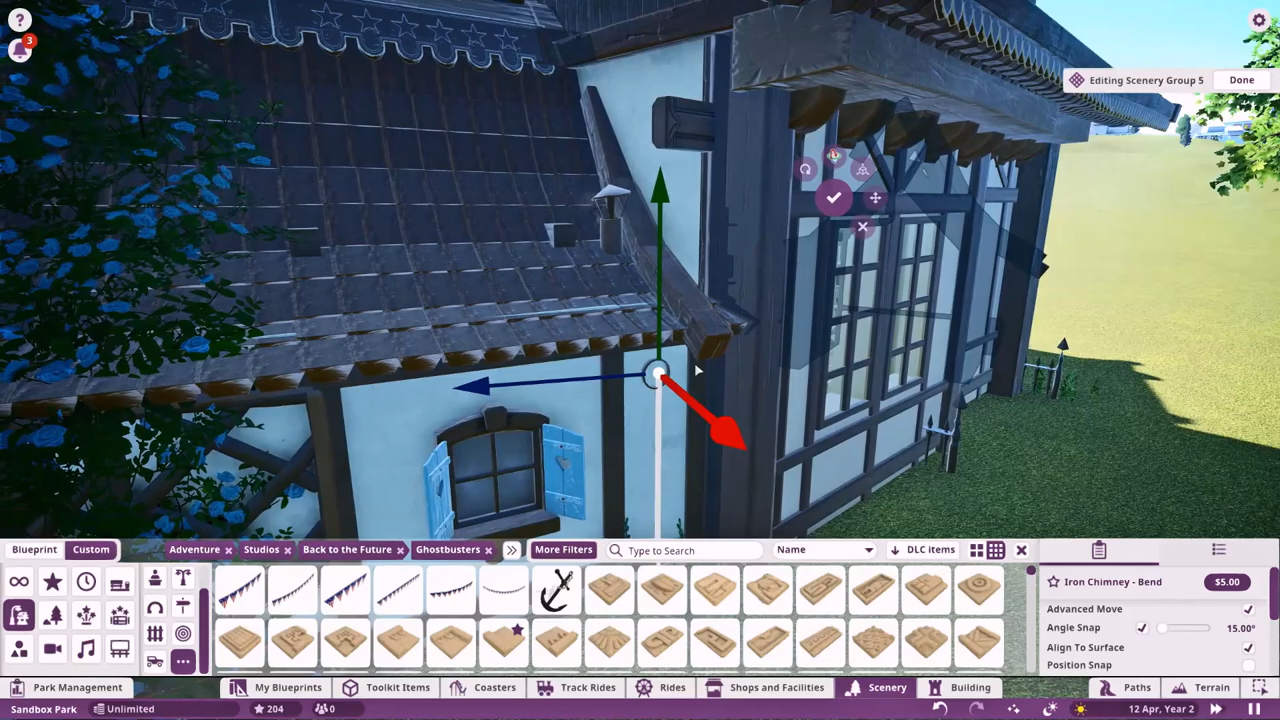 ?
3
Editing Scenery Group 5
Done
Blueprint
Custom
Adventure ×
Studios ×
Back to the Future ×
Ghostbusters ×
More Filters
Type to Search
Name
DLC items
Iron Chimney - Bend
$5.00
Advanced Move
Angle Snap
15.00°
Align To Surface
Position Snap
Park Management
My Blueprints
Toolkit Items
Coasters
Track Rides
Rides
Shops and Facilities
Scenery
Building
Paths
Terrain
Sandbox Park
Unlimited
204
0
12 Apr, Year 2